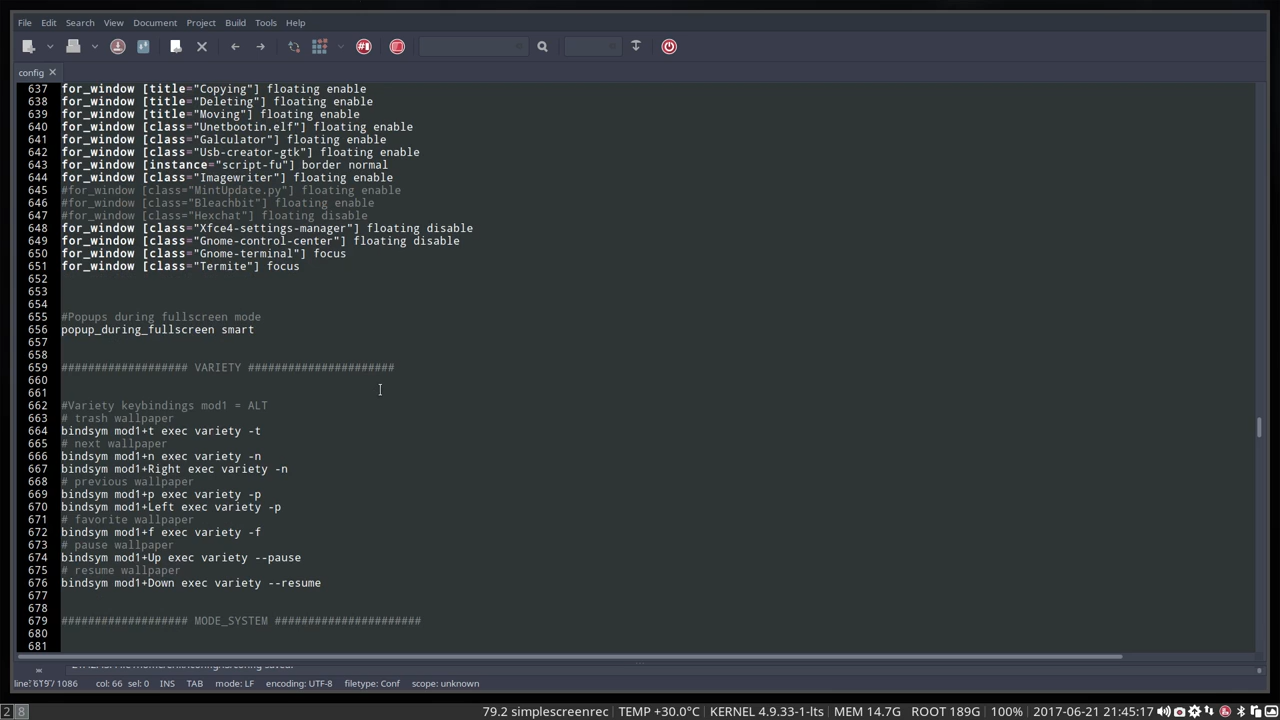 File Edit Search View Document Project Build Tools Help
#1
config
637 for_window [title="Copying"] floating enable
638 for_window [title="Deleting"] floating enable
639 for_window [title="Moving"] floating enable
640 for_window [class="Unetbootin.elf"] floating enable
641 for_window [class="Galculator"] floating enable
642 for_window [class="Usb-creator-gtk"] floating enable
643 for_window [instance="script-fu"] border normal
644 for_window [class="Imagewriter"] floating enable
645 #for_window [class="MintUpdate.py"] floating enable
646 #for_window [class="Bleachbit"] floating enable
647 #for_window [class="Hexchat"] floating disable
648 for_window [class="Xfce4-settings-manager"] floating disable
649 for_window [class="Gnome-control-center"] floating disable
650 for_window [class="Gnome-terminal"] focus
651 for_window [class="Termite"] focus
652
653
654
655 #Popups during fullscreen mode
656 popup_during_fullscreen smart
657
658
659 ################### VARIETY ######################
660
661
662 #Variety keybindings mod1 = ALT
663 # trash wallpaper
664 bindsym mod1+t exec variety -t
665 # next wallpaper
666 bindsym mod1+n exec variety -n
667 bindsym mod1+Right exec variety -n
668 # previous wallpaper
669 bindsym mod1+p exec variety -p
670 bindsym mod1+Left exec variety -p
671 # favorite wallpaper
672 bindsym mod1+f exec variety -f
673 # pause wallpaper
674 bindsym mod1+Up exec variety --pause
675 # resume wallpaper
676 bindsym mod1+Down exec variety --resume
677
678
679 ################### MODE_SYSTEM ######################
680
681
line: 619 / 1086 col: 66 sel: 0 INS TAB mode: LF encoding: UTF-8 filetype: Conf scope: unknown
2 8 79.2 simplescreenrec TEMP +30.0°C KERNEL 4.9.33-1-lts MEM 14.7G ROOT 189G 100% 2017-06-21 21:45:17